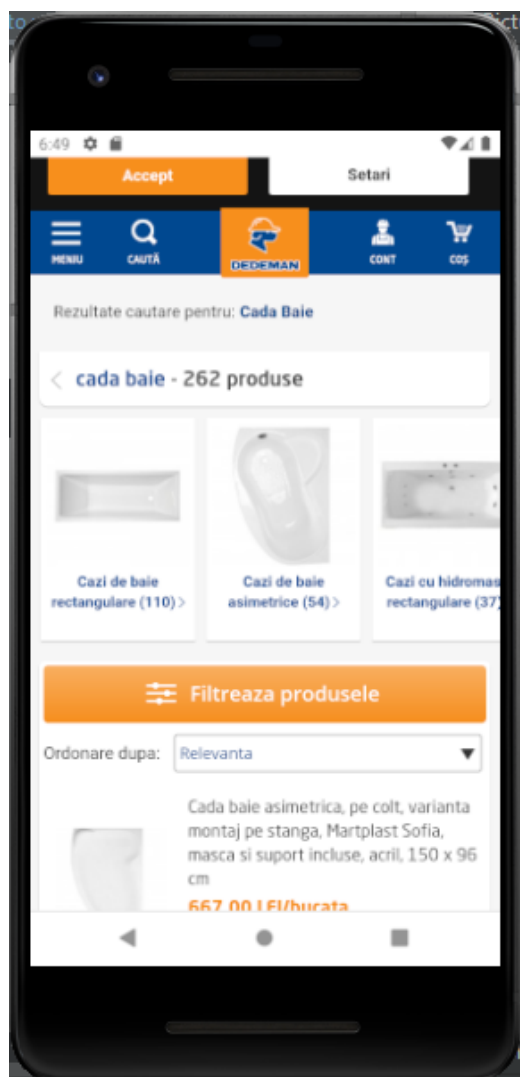 6:49
Accept
Setari
MENIU
CAUTĂ
DEDEMAN
CONT
COȘ
Rezultate cautare pentru: Cada Baie
cada baie - 262 produse
Cazi de baie
rectangulare (110) >
Cazi de baie
asimetrice (54) >
Cazi cu hidromas
rectangulare (37)
Filtreaza produsele
Ordonare dupa:
Relevanta
Cada baie asimetrica, pe colt, varianta
montaj pe stanga, Martplast Sofia,
masca si suport incluse, acril, 150 x 96
cm
667,00 LEI/bucata